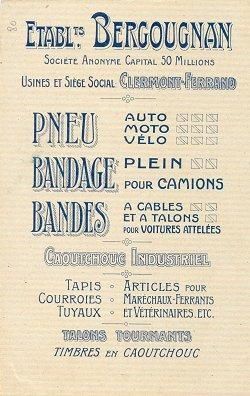 ETABLTS. BERGOUGNAN
SOCIÉTÉ ANONYME CAPITAL 50 MILLIONS
USINES ET SIÈGE SOCIAL CLERMONT-FERRAND
PNEU AUTO
MOTO
VÉLO
BANDAGE PLEIN
POUR CAMIONS
BANDES A CABLES
ET A TALONS
POUR VOITURES ATTELÉES
CAOUTCHOUC INDUSTRIEL
TAPIS • ARTICLES POUR
COURROIES • MARÉCHAUX-FERRANTS
TUYAUX • ET VÉTÉRINAIRES. ETC.
TALONS TOURNANTS
TIMBRES EN CAOUTCHOUC